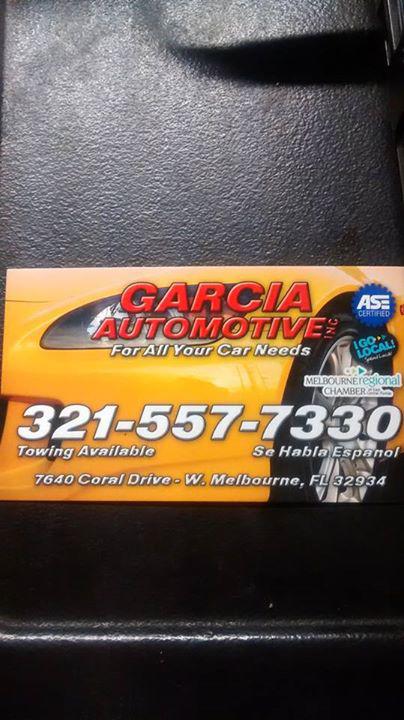 GARCIA
AUTOMOTIVE INC
For All Your Car Needs
ASE
CERTIFIED
I GO
LOCAL!
MELBOURNE regional
CHAMBER
321-557-7330
Towing Available
Se Habla Espanol
7640 Coral Drive - W. Melbourne, FL 32934